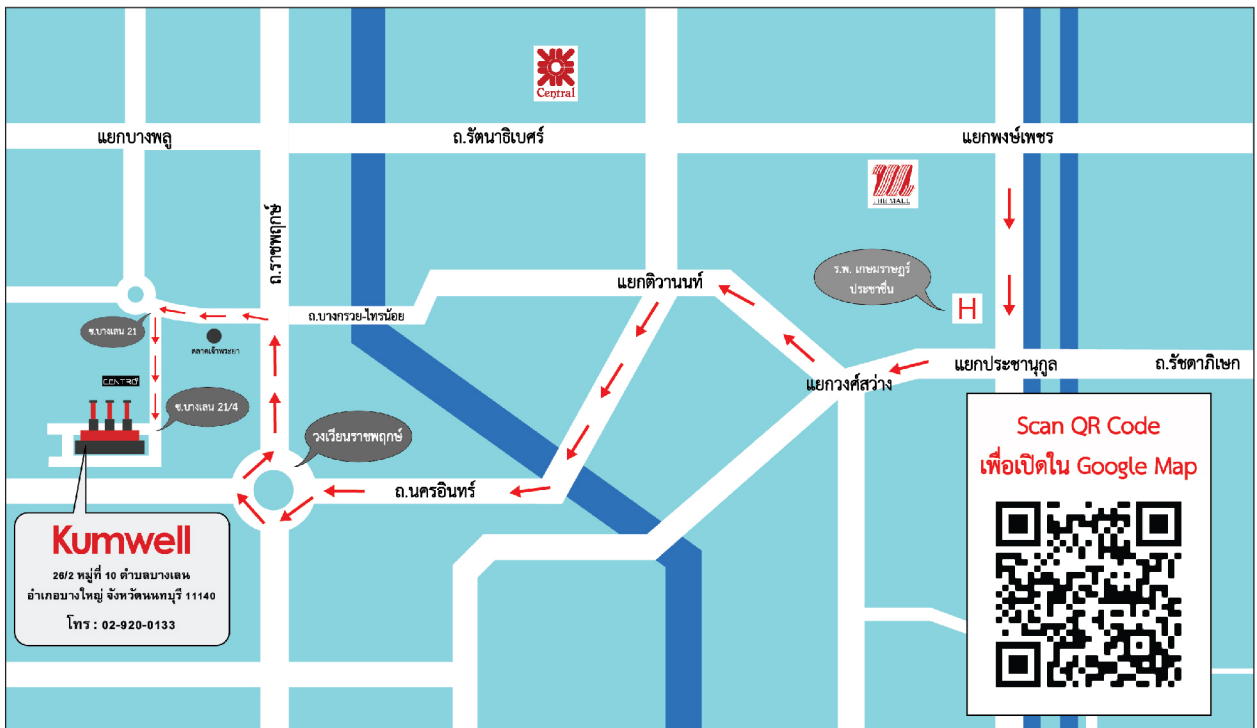 Central
แยกบางพลู
ถ.รัตนาธิเบศร์
แยกพงษ์เพชร
THE MALL
ถ.ราชพฤกษ์
แยกติวานนท์
ร.พ. เกษมราษฎร์
ประชาชื่น
H
ถ.บางกรวย-ไทรน้อย
ซ.บางเลน 21
ตลาดเจ้าพระยา
แยกประชานุกูล
ถ.รัชดาภิเษก
แยกวงศ์สว่าง
CENTRO
ซ.บางเลน 21/4
วงเวียนราชพฤกษ์
ถ.นครอินทร์
Scan QR Code
เพื่อเปิดใน Google Map
Kumwell
26/2 หมู่ที่ 10 ตำบลบางเลน
อำเภอบางใหญ่ จังหวัดนนทบุรี 11140
โทร : 02-920-0133